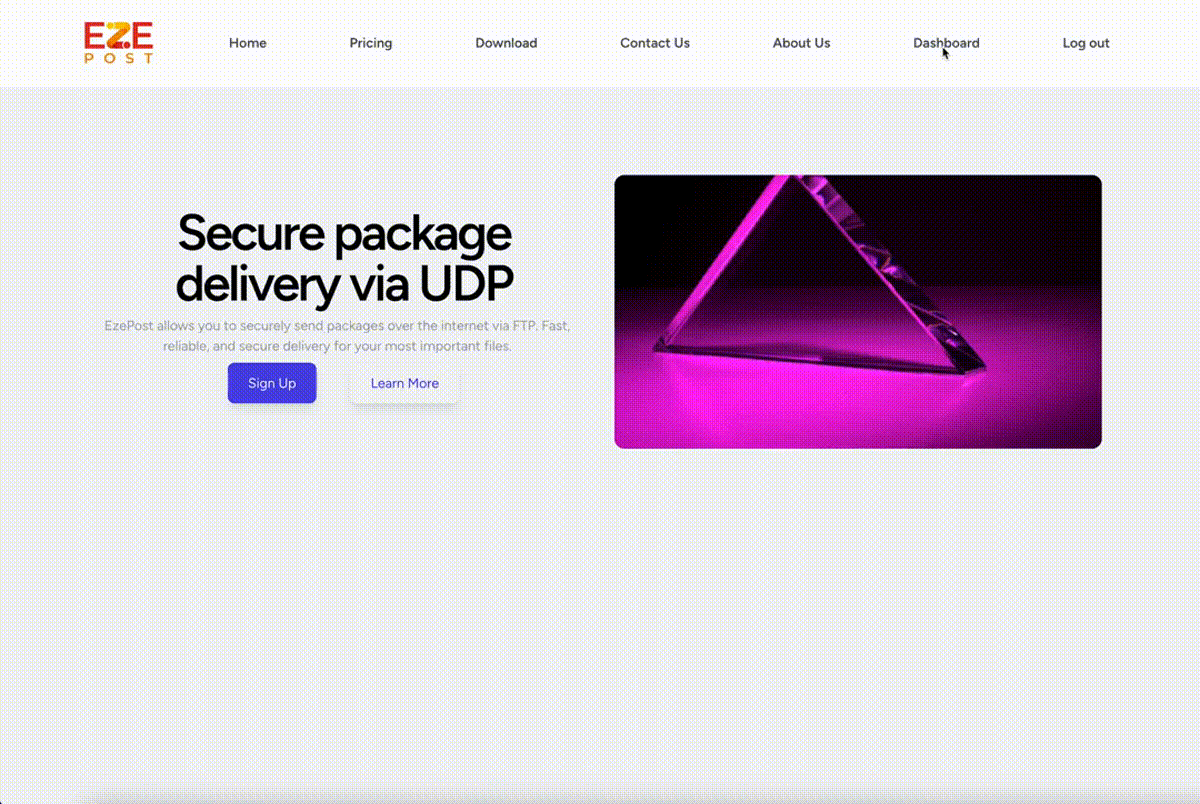 EZE
POST
Home Pricing Download Contact Us About Us Dashboard Log out
Secure package
delivery via UDP
EzePost allows you to securely send packages over the internet via FTP. Fast,
reliable, and secure delivery for your most important files.
Sign Up Learn More